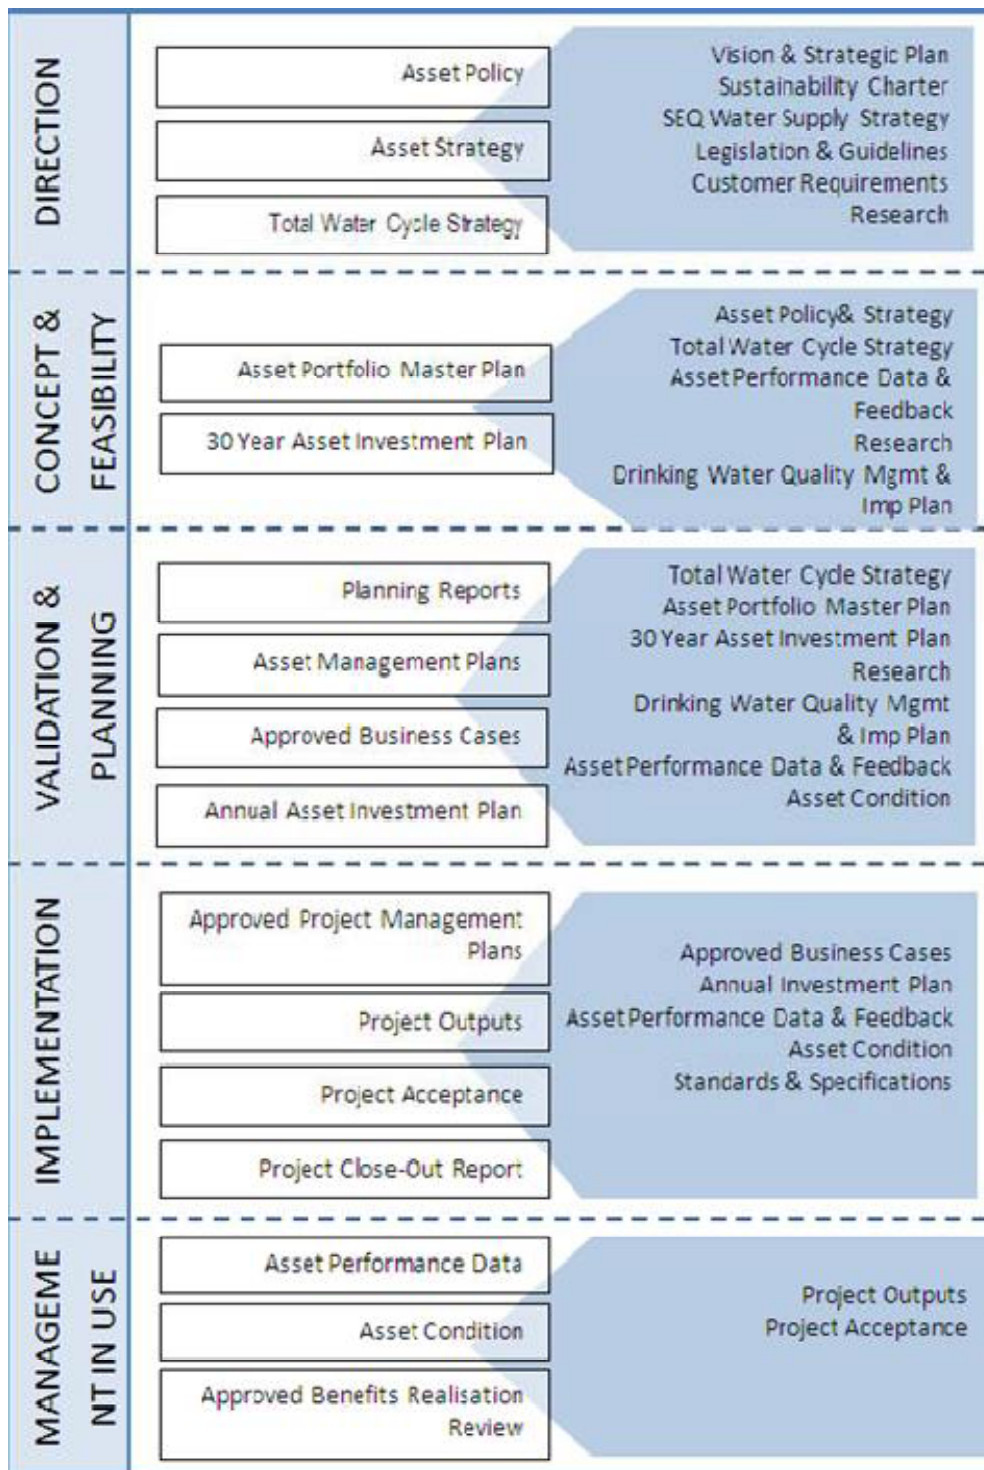 DIRECTION
Asset Policy
Asset Strategy
Total Water Cycle Strategy
Vision & Strategic Plan
Sustainability Charter
SEQ Water Supply Strategy
Legislation & Guidelines
Customer Requirements
Research
CONCEPT &
FEASIBILITY
Asset Portfolio Master Plan
30 Year Asset Investment Plan
Asset Policy& Strategy
Total Water Cycle Strategy
Asset Performance Data &
Feedback
Research
Drinking Water Quality Mgmt &
Imp Plan
VALIDATION &
PLANNING
Planning Reports
Asset Management Plans
Approved Business Cases
Annual Asset Investment Plan
Total Water Cycle Strategy
Asset Portfolio Master Plan
30 Year Asset Investment Plan
Research
Drinking Water Quality Mgmt
& Imp Plan
Asset Performance Data & Feedback
Asset Condition
IMPLEMENTATION
Approved Project Management
Plans
Project Outputs
Project Acceptance
Project Close-Out Report
Approved Business Cases
Annual Investment Plan
Asset Performance Data & Feedback
Asset Condition
Standards & Specifications
MANAGEME
NT IN USE
Asset Performance Data
Asset Condition
Approved Benefits Realisation
Review
Project Outputs
Project Acceptance